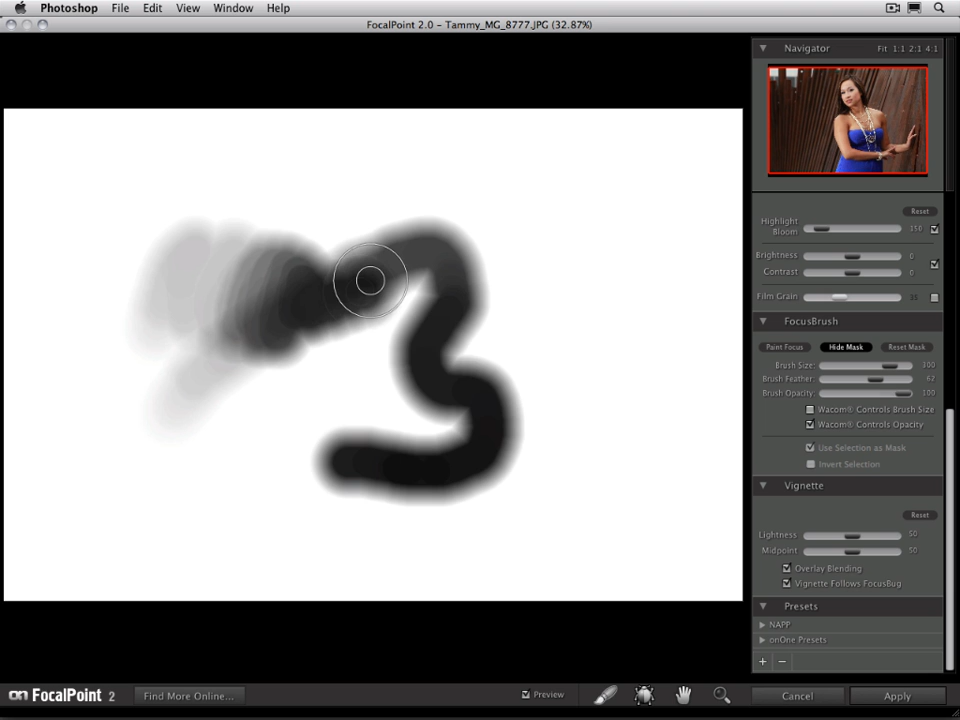 Photoshop File Edit View Window Help
FocalPoint 2.0 - Tammy_MG_8777.JPG (32.87%)
Navigator Fit 1:1 2:1 4:1
Reset
Highlight Bloom 350
Brightness 0
Contrast 0
Film Grain 35
FocusBrush
Paint Focus Hide Mask Reset Mask
Brush Size: 300
Brush Feather: 62
Brush Opacity: 100
Wacom® Controls Brush Size
Wacom® Controls Opacity
Use Selection as Mask
Invert Selection
Vignette
Reset
Lightness 50
Midpoint 50
Overlay Blending
Vignette Follows FocusBug
Presets
NAPP
onOne Presets
+ −
on FocalPoint 2 Find More Online... Preview Cancel Apply